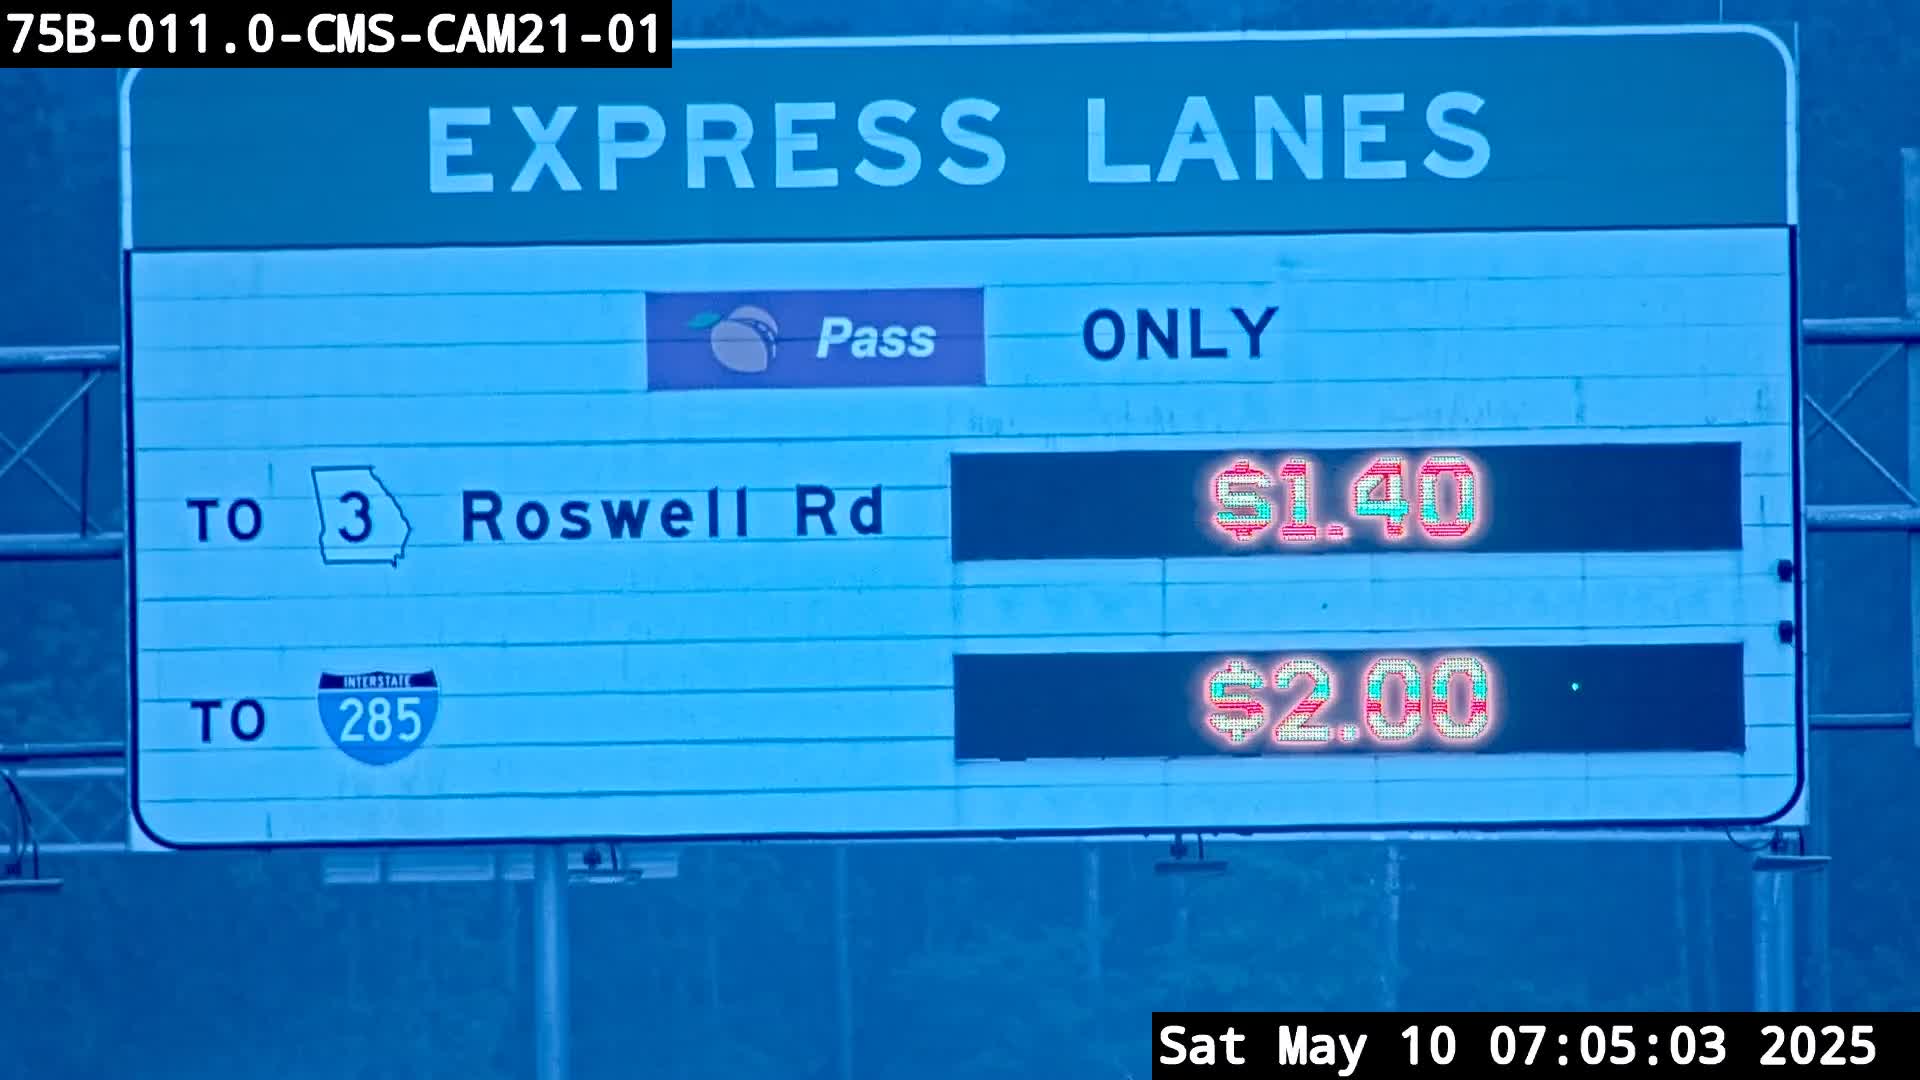 75B-011.0-CMS-CAM21-01
EXPRESS LANES
Pass ONLY
TO 3 Roswell Rd $1.40
INTERSTATE
TO 285 $2.00
Sat May 10 07:05:03 2025